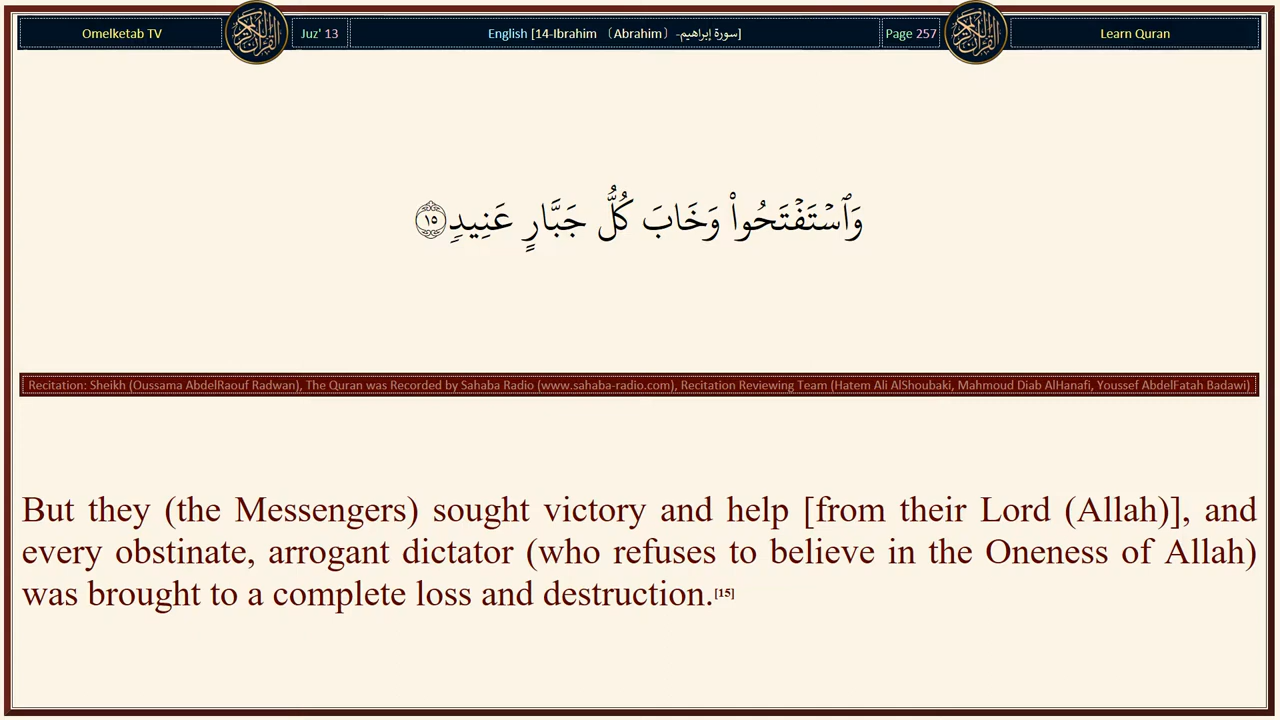 Omelketab TV
Juz' 13
English [14-Ibrahim （Abrahim）-سورة إبراهيم]
Page 257
Learn Quran
وَٱسۡتَفۡتَحُواْ وَخَابَ كُلُّ جَبَّارٍ عَنِيدٖ ١٥
Recitation: Sheikh (Oussama AbdelRaouf Radwan), The Quran was Recorded by Sahaba Radio (www.sahaba-radio.com), Recitation Reviewing Team (Hatem Ali AlShoubaki, Mahmoud Diab AlHanafi, Youssef AbdelFatah Badawi)
But they (the Messengers) sought victory and help [from their Lord (Allah)], and
every obstinate, arrogant dictator (who refuses to believe in the Oneness of Allah)
was brought to a complete loss and destruction.[15]